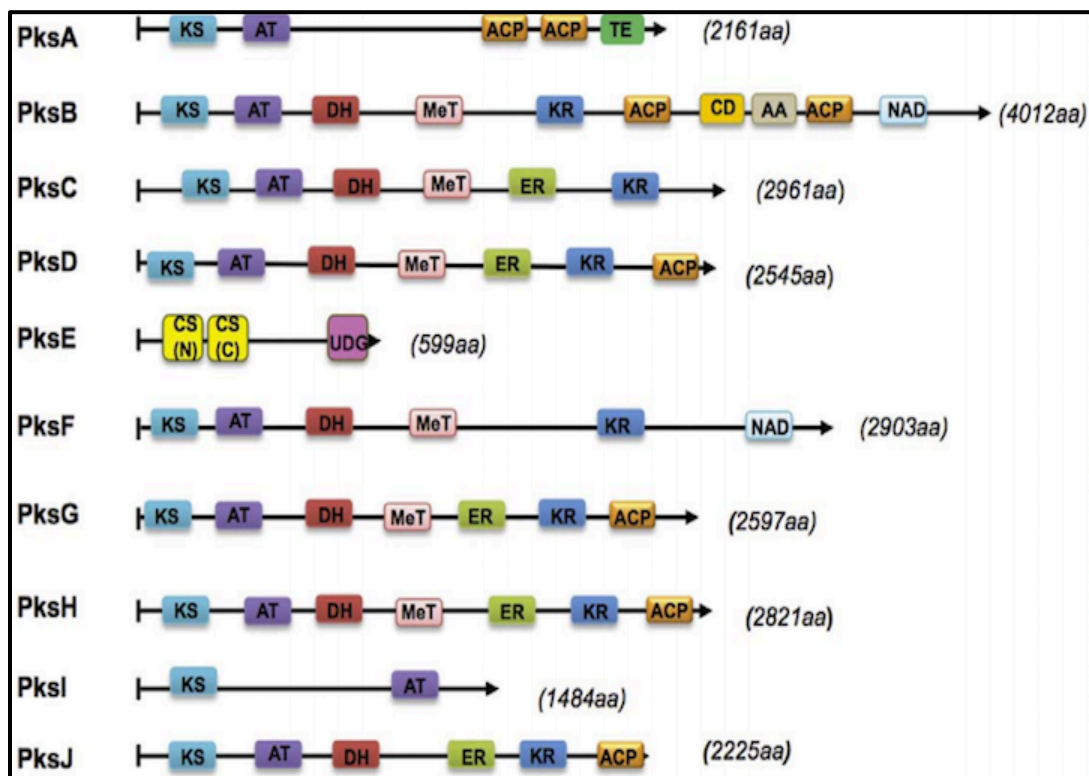 PksA KS AT ACP ACP TE (2161aa)
PksB KS AT DH MeT KR ACP CD AA ACP NAD (4012aa)
PksC KS AT DH MeT ER KR (2961aa)
PksD KS AT DH MeT ER KR ACP (2545aa)
PksE CS (N) CS (C) UDG (599aa)
PksF KS AT DH MeT KR NAD (2903aa)
PksG KS AT DH MeT ER KR ACP (2597aa)
PksH KS AT DH MeT ER KR ACP (2821aa)
PksI KS AT (1484aa)
PksJ KS AT DH ER KR ACP (2225aa)